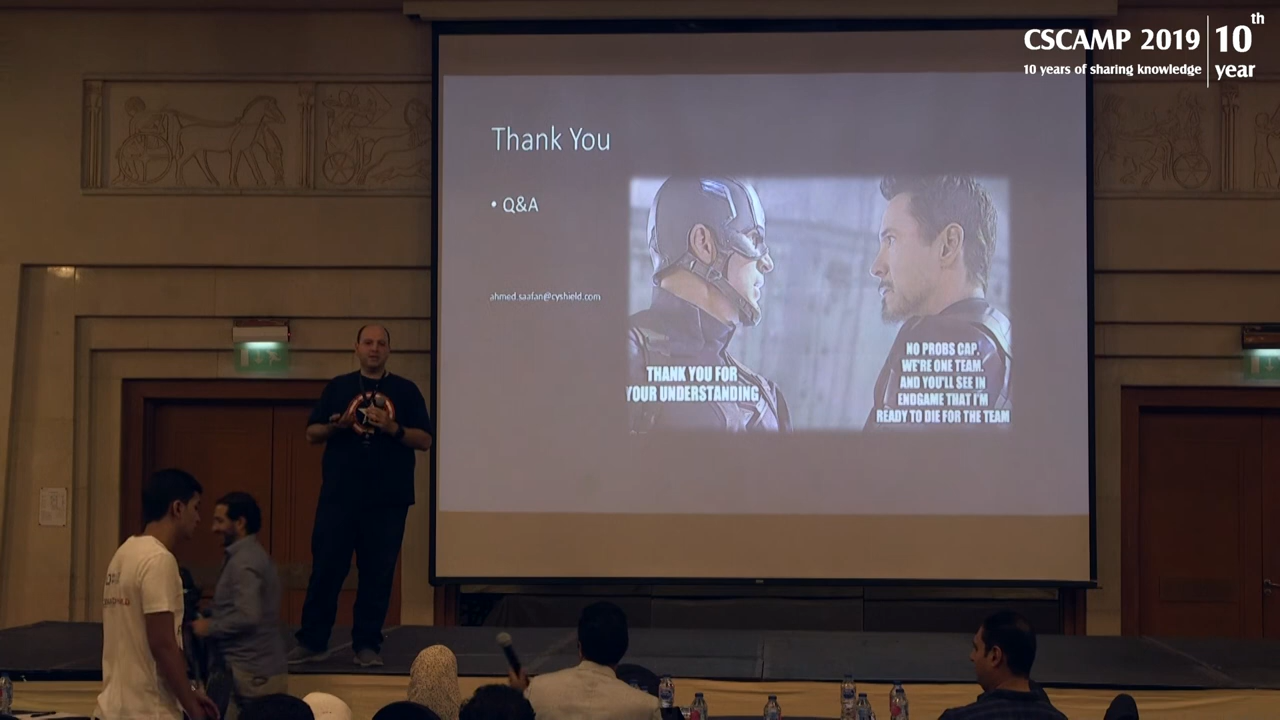 CSCAMP 2019
10 years of sharing knowledge
10th
year
Thank You
• Q&A
ahmed.saafan@cyshield.com
THANK YOU FOR
YOUR UNDERSTANDING
NO PROBS CAP.
WE'RE ONE TEAM.
AND YOU'LL SEE IN
ENDGAME THAT I'M
READY TO DIE FOR THE TEAM